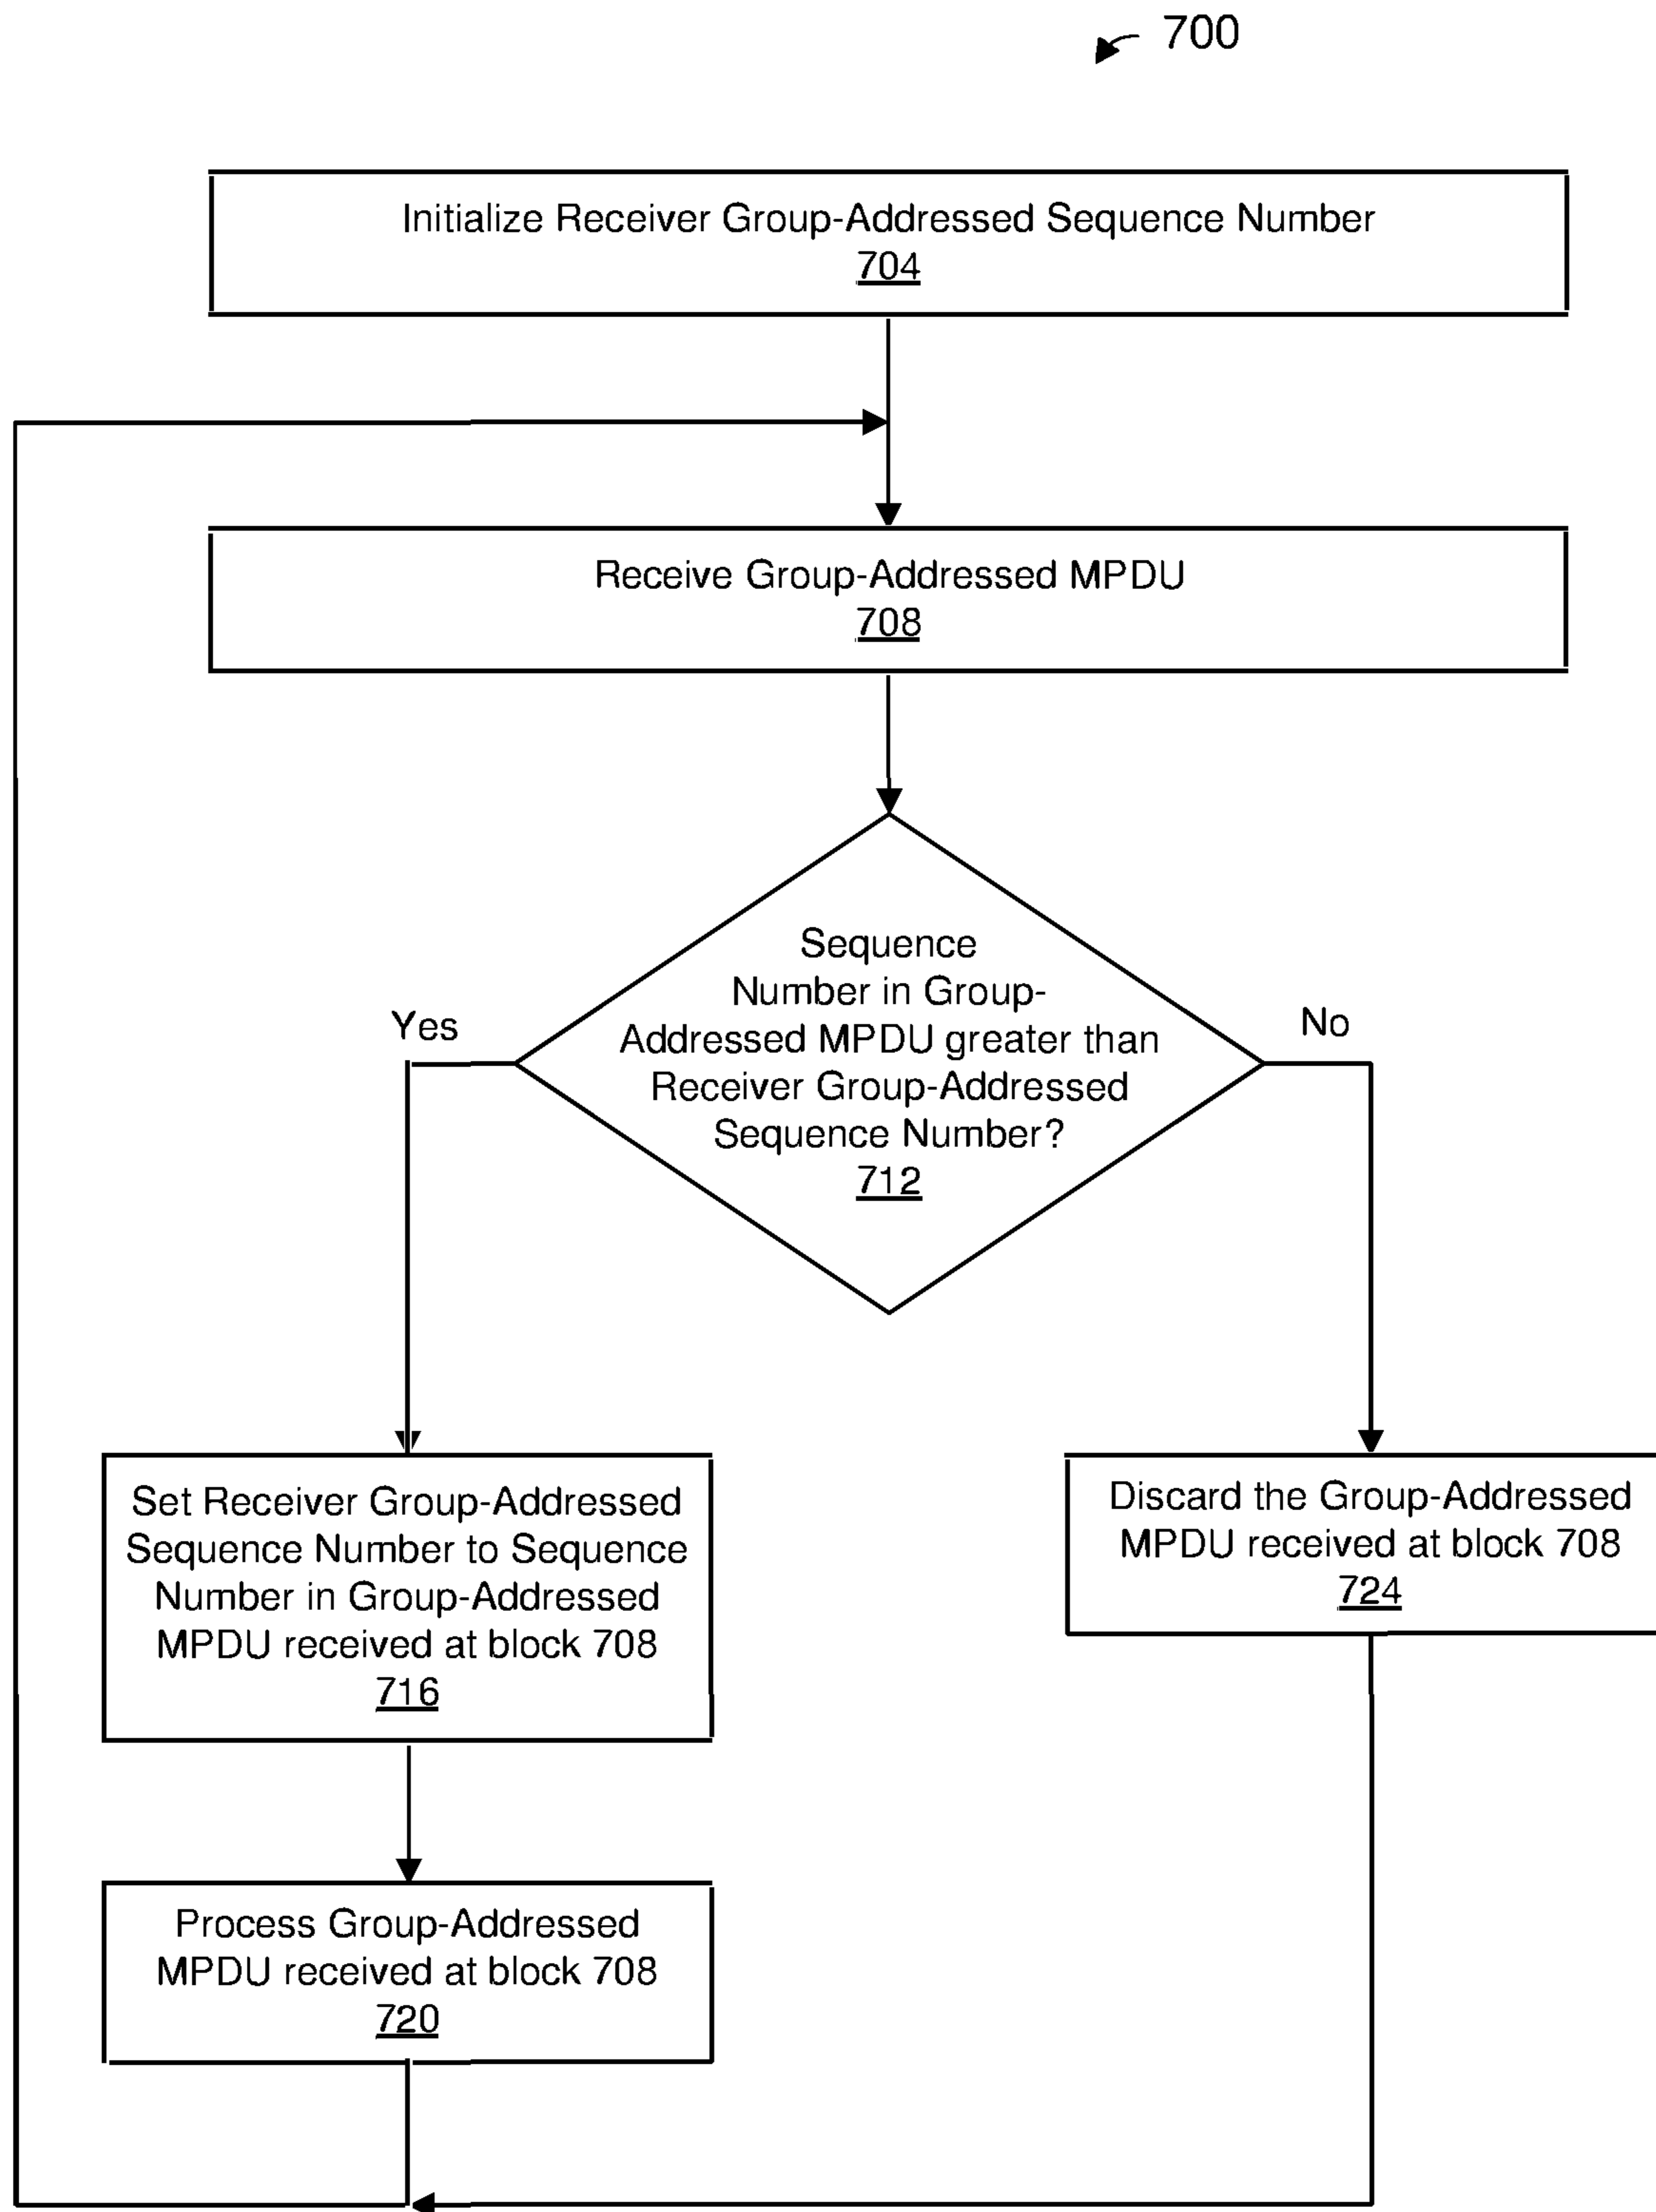 700
Initialize Receiver Group-Addressed Sequence Number
704
Receive Group-Addressed MPDU
708
Sequence
Number in Group-
Addressed MPDU greater than
Receiver Group-Addressed
Sequence Number?
712
Yes
No
Set Receiver Group-Addressed
Sequence Number to Sequence
Number in Group-Addressed
MPDU received at block 708
716
Discard the Group-Addressed
MPDU received at block 708
724
Process Group-Addressed
MPDU received at block 708
720